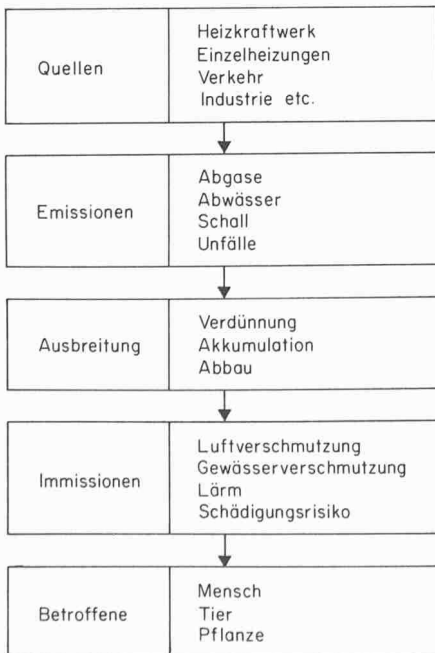 Quellen
Heizkraftwerk
Einzelheizungen
Verkehr
Industrie etc.
Emissionen
Abgase
Abwässer
Schall
Unfälle
Ausbreitung
Verdünnung
Akkumulation
Abbau
Immissionen
Luftverschmutzung
Gewässerverschmutzung
Lärm
Schädigungsrisiko
Betroffene
Mensch
Tier
Pflanze